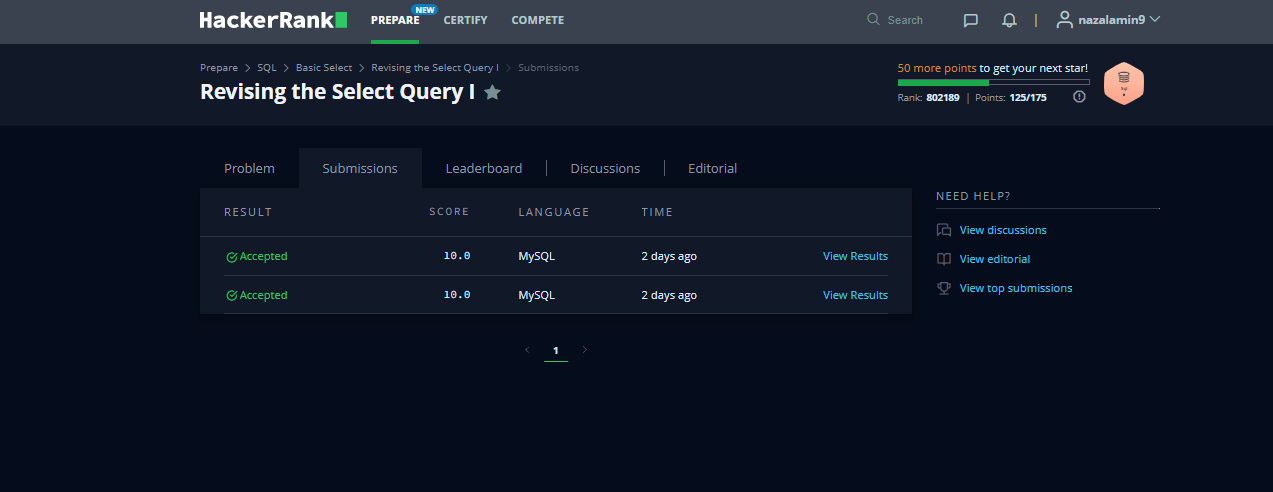 HackerRank PREPARE NEW CERTIFY COMPETE Search nazalamin9
Prepare > SQL > Basic Select > Revising the Select Query I > Submissions
50 more points to get your next star!
Revising the Select Query I
Rank: 802189 | Points: 125/175
Problem Submissions Leaderboard Discussions Editorial
RESULT SCORE LANGUAGE TIME
Accepted 10.0 MySQL 2 days ago View Results
Accepted 10.0 MySQL 2 days ago View Results
1
NEED HELP?
View discussions
View editorial
View top submissions